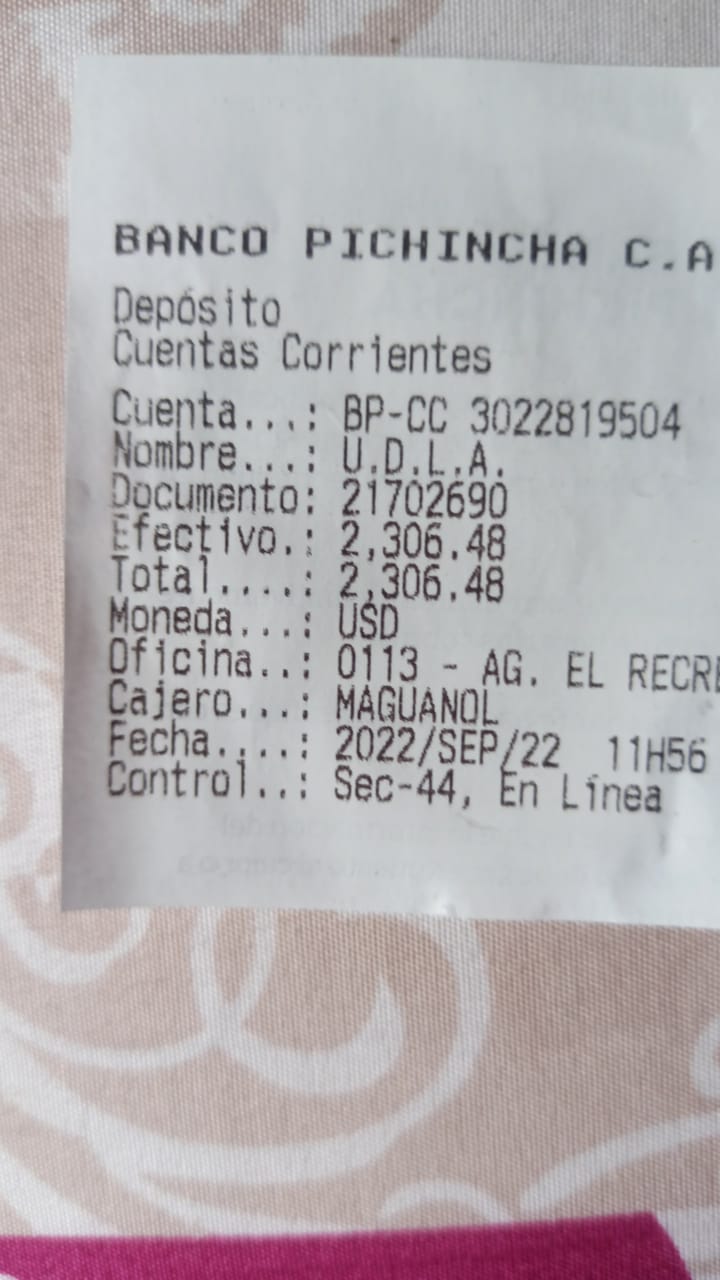 BANCO PICHINCHA C.A
Depósito
Cuentas Corrientes
Cuenta...: BP-CC 3022819504
Nombre...: U.D.L.A.
Documento: 21702690
Efectivo.: 2,306.48
Total....: 2,306.48
Moneda...: USD
Oficina..: 0113 - AG. EL RECRE
Cajero...: MAGUANOL
Fecha....: 2022/SEP/22 11H56
Control..: Sec-44, En Línea